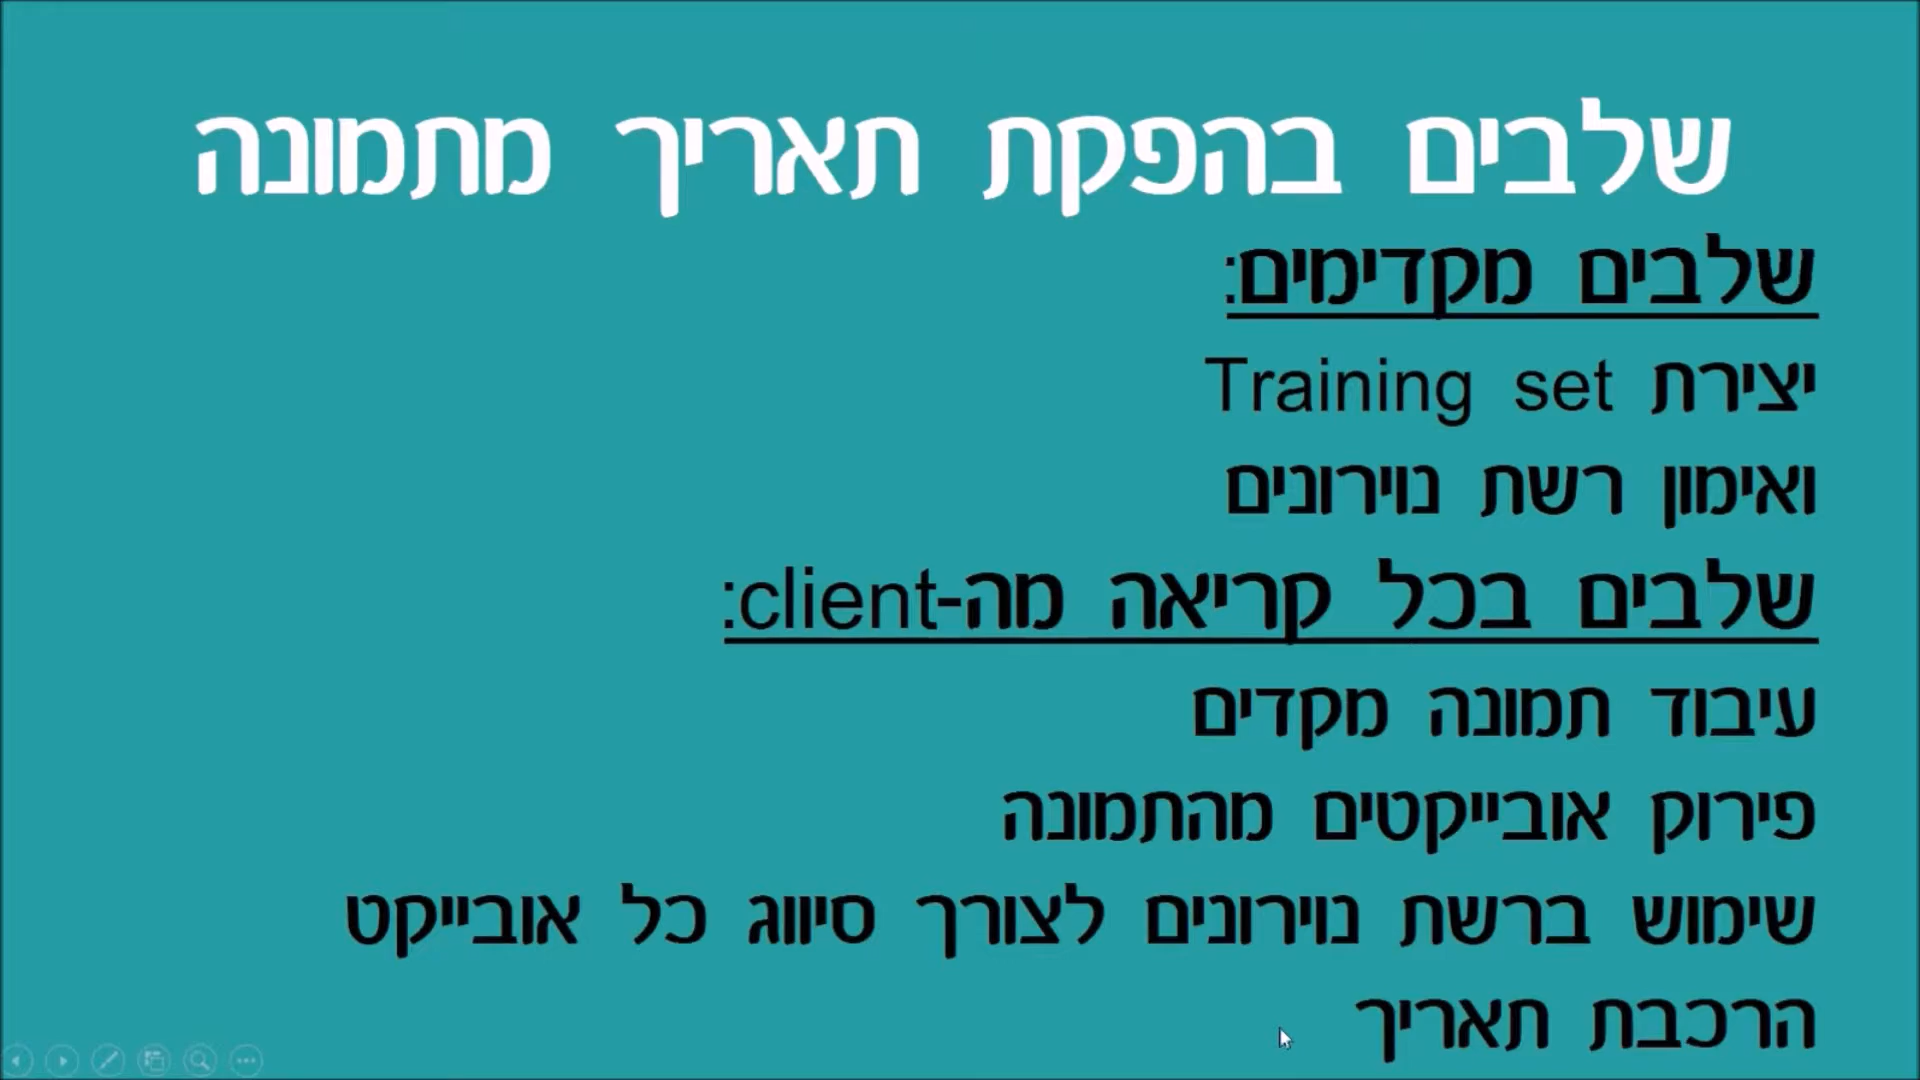 שלבים בהפקת תאריך מתמונה
שלבים מקדימים:
יצירת Training set
ואימון רשת נוירונים
שלבים בכל קריאה מה-client:
עיבוד תמונה מקדים
פירוק אובייקטים מהתמונה
שימוש ברשת נוירונים לצורך סיווג כל אובייקט
הרכבת תאריך